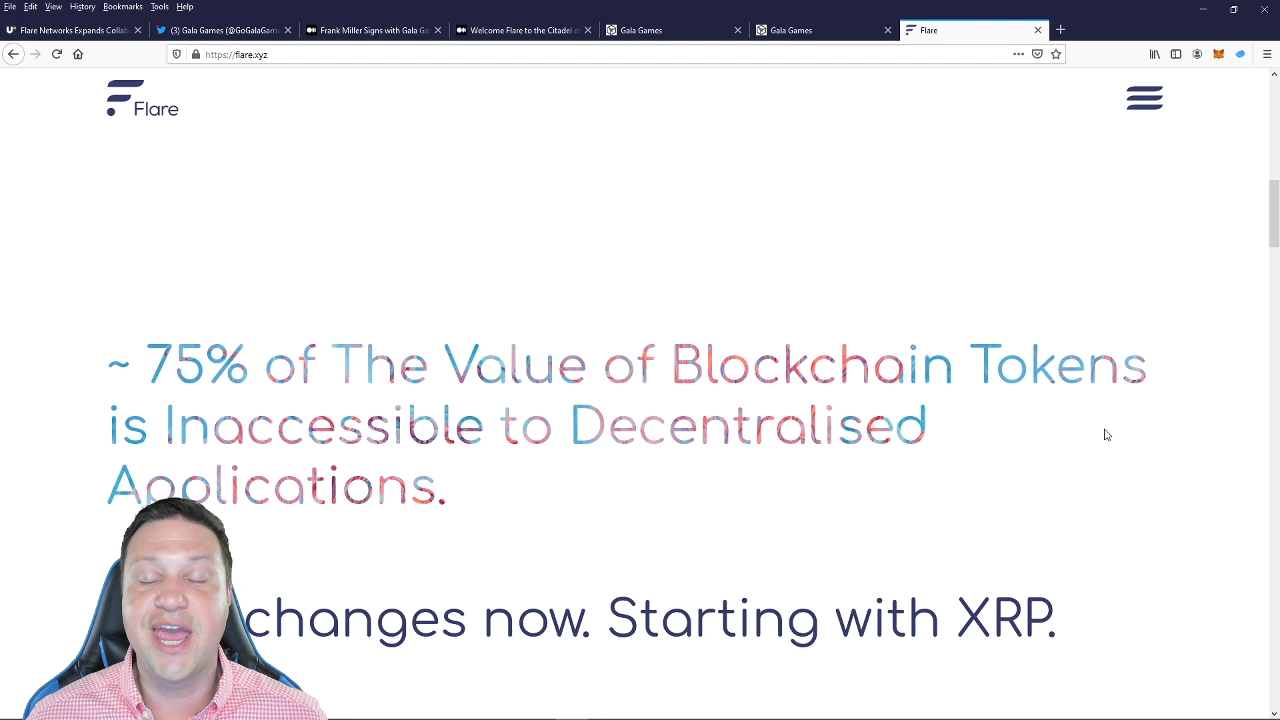 File Edit View History Bookmarks Tools Help
Flare Networks Expands Collab
(3) Gala Games (@GoGalaGam
Frank Miller Signs with Gala Ga
Welcome Flare to the Citadel o
Gala Games
Gala Games
Flare
https://flare.xyz
Flare
~ 75% of The Value of Blockchain Tokens
is Inaccessible to Decentralised
Applications.
changes now. Starting with XRP.